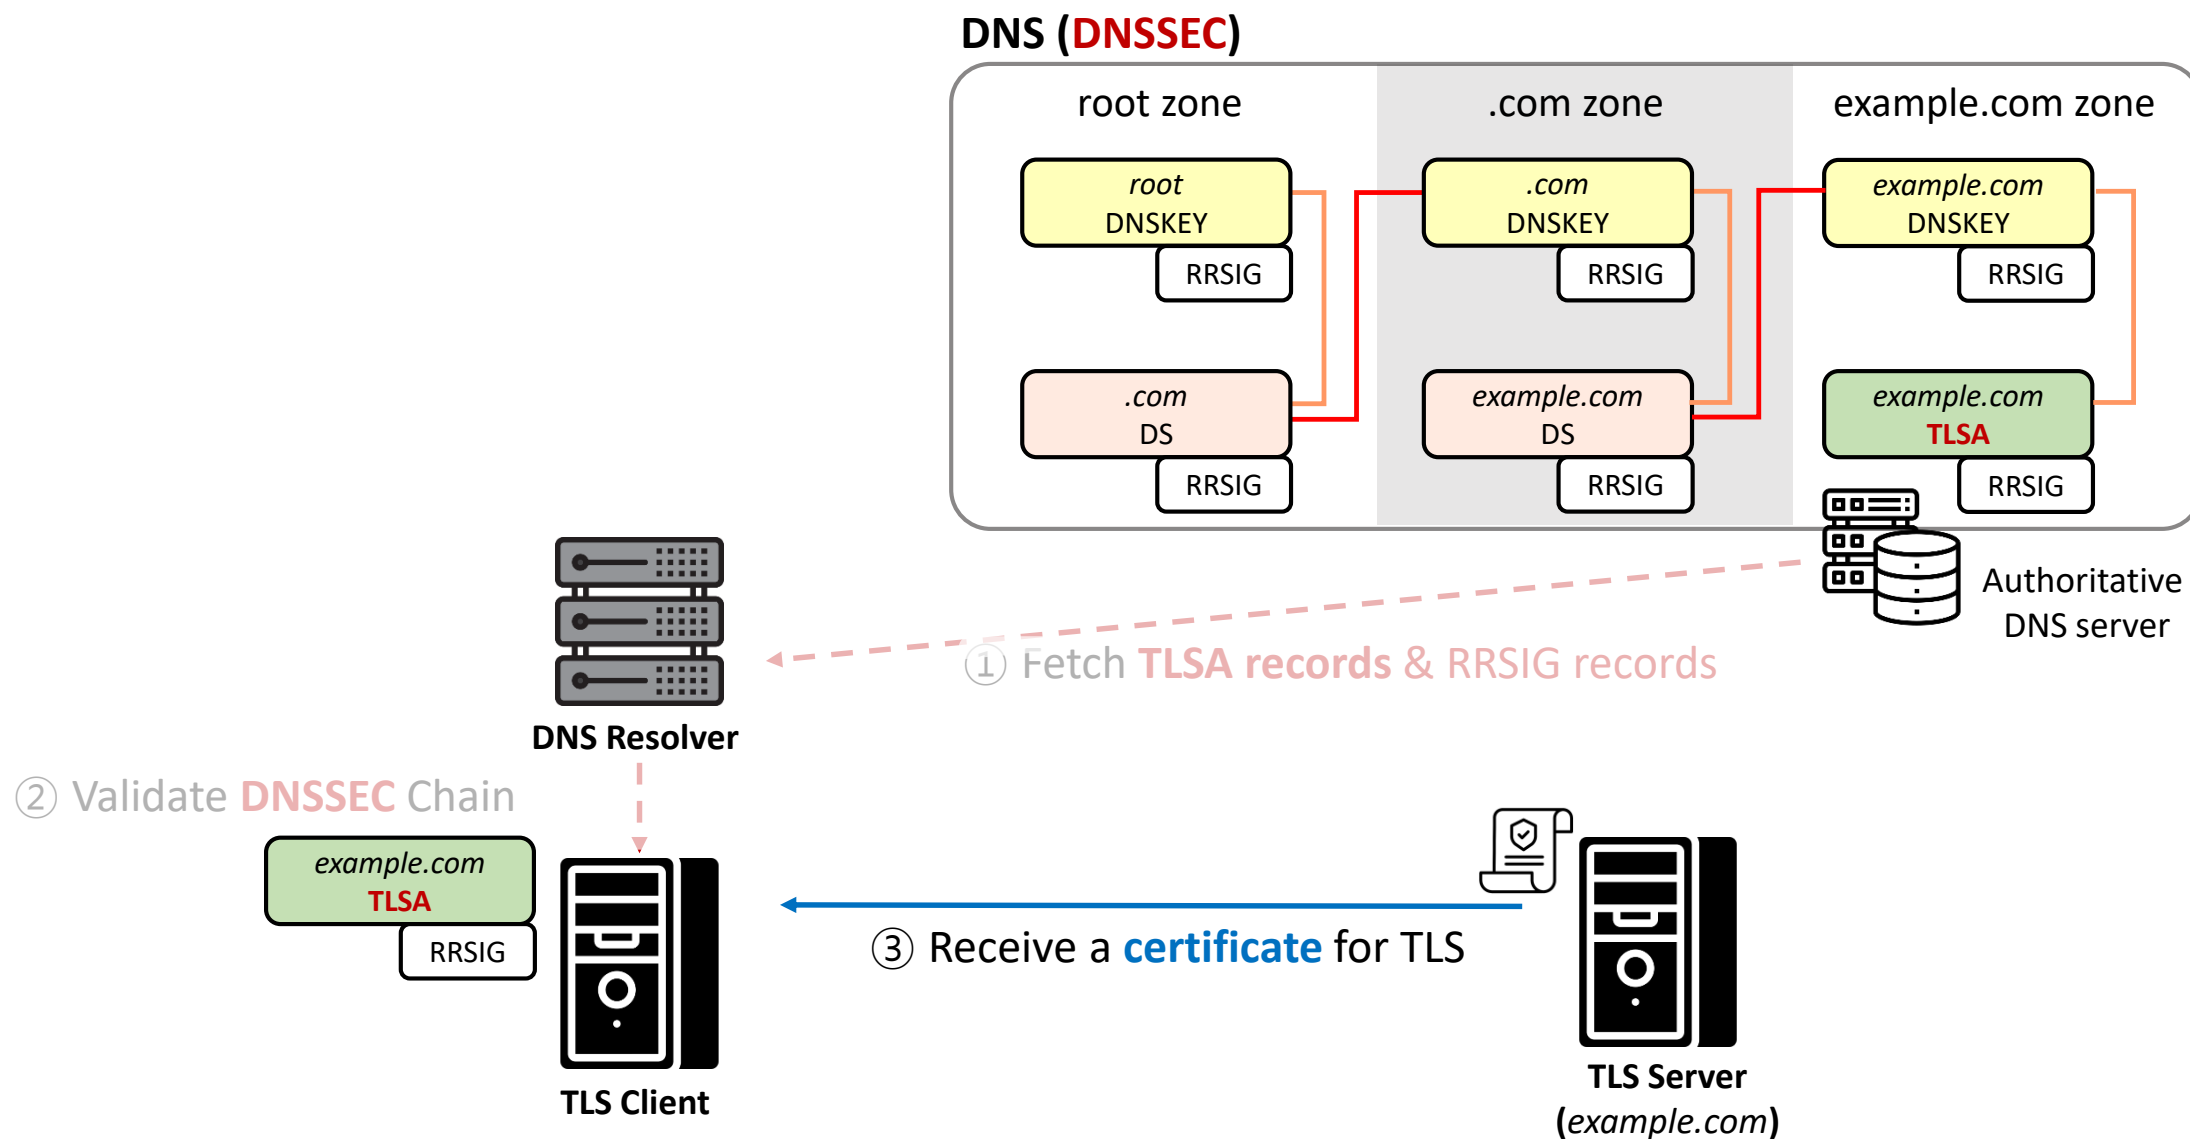 DNS (DNSSEC)
root zone
.com zone
example.com zone
root
DNSKEY
RRSIG
.com
DNSKEY
RRSIG
example.com
DNSKEY
RRSIG
.com
DS
RRSIG
example.com
DS
RRSIG
example.com
TLSA
RRSIG
Authoritative
DNS server
① Fetch TLSA records & RRSIG records
DNS Resolver
② Validate DNSSEC Chain
example.com
TLSA
RRSIG
③ Receive a certificate for TLS
TLS Client
TLS Server
(example.com)